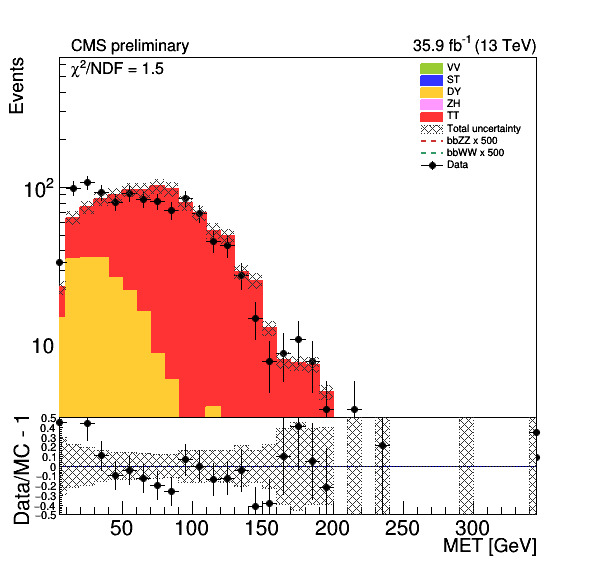 CMS preliminary
35.9 fb⁻¹ (13 TeV)
χ²/NDF = 1.5
Events
10²
10
VV
ST
DY
ZH
TT
Total uncertainty
bbZZ x 500
bbWW x 500
Data
Data/MC - 1
0.5
0.4
0.3
0.2
0.1
0
−0.1
−0.2
−0.3
−0.4
−0.5
50 100 150 200 250 300
MET [GeV]